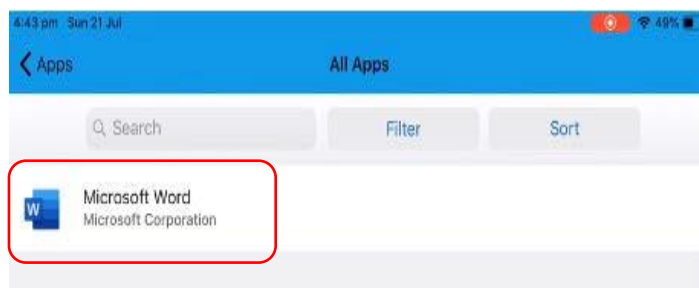 4:43 pm Sun 21 Jul 49%
Apps All Apps
Search Filter Sort
W
Microsoft Word
Microsoft Corporation